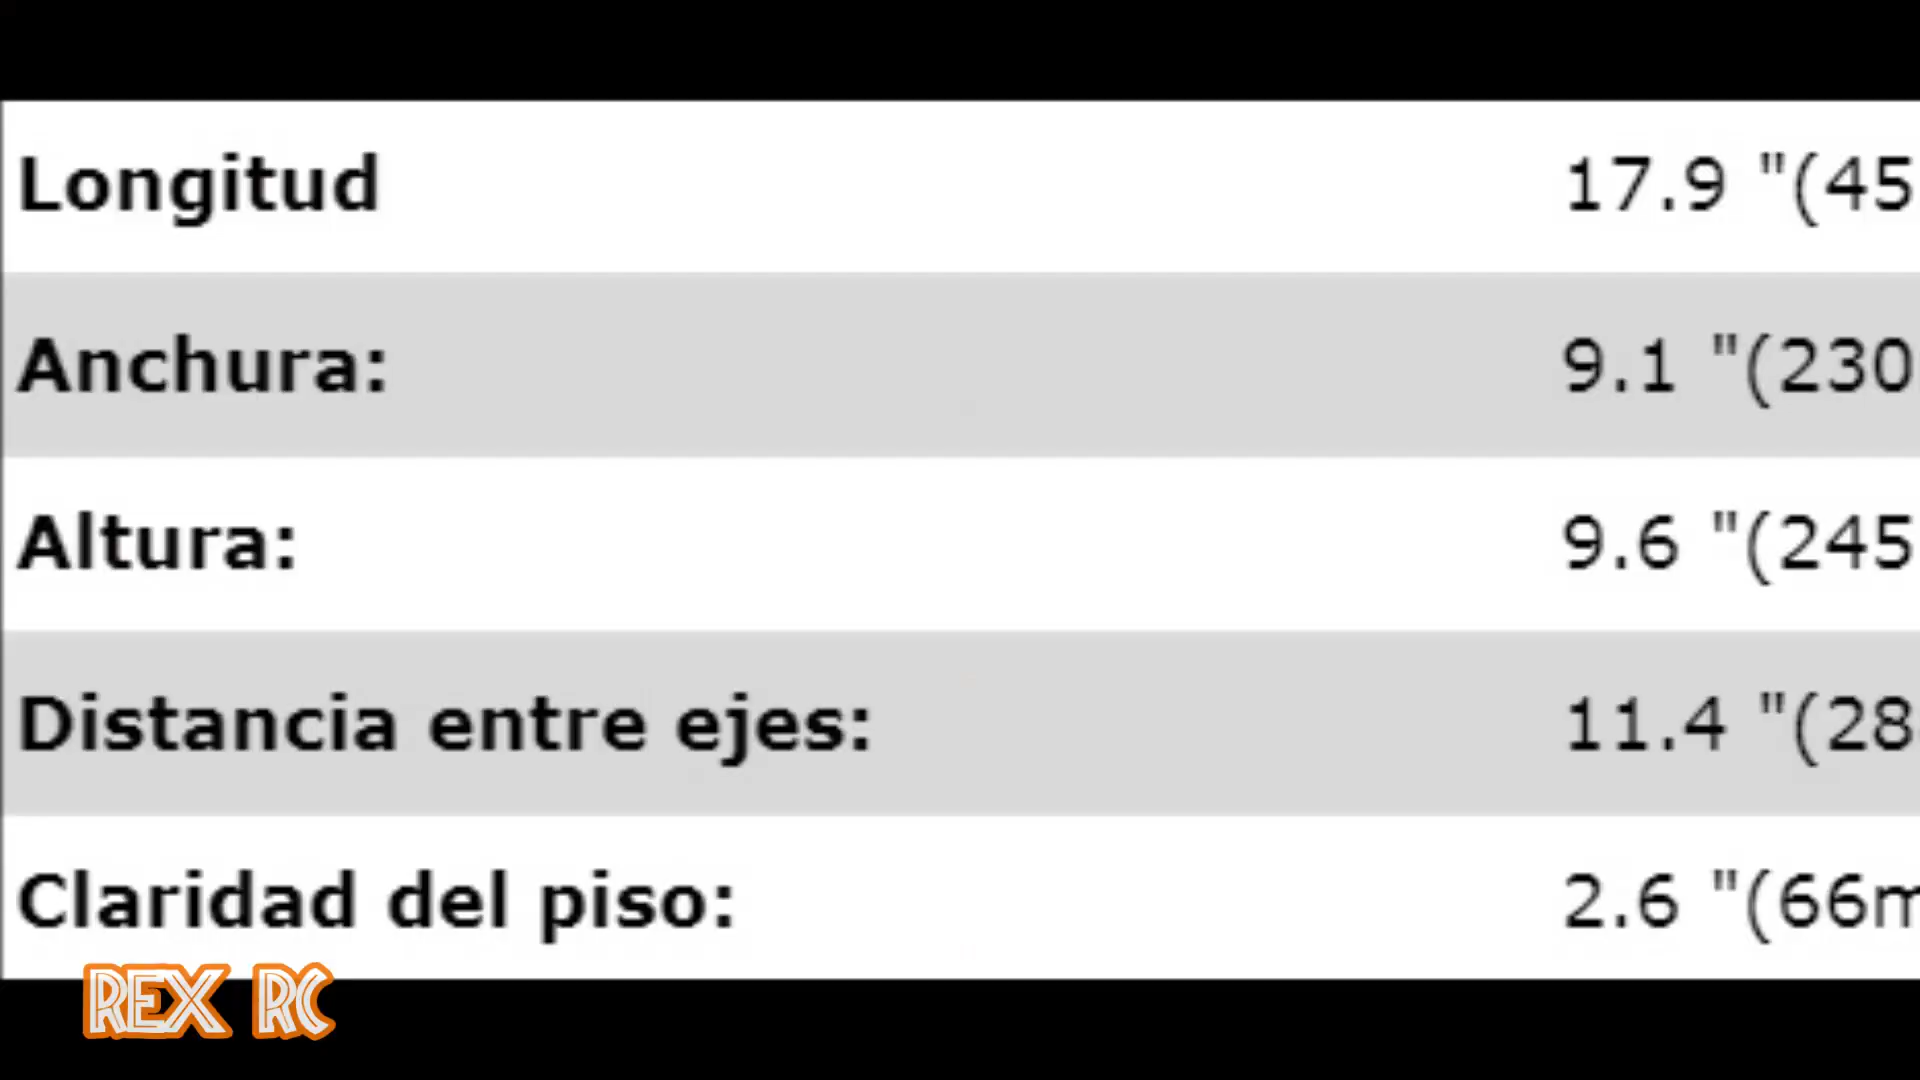 Longitud 17.9 "(45
Anchura: 9.1 "(230
Altura: 9.6 "(245
Distancia entre ejes: 11.4 "(28
Claridad del piso: 2.6 "(66m
REX RC